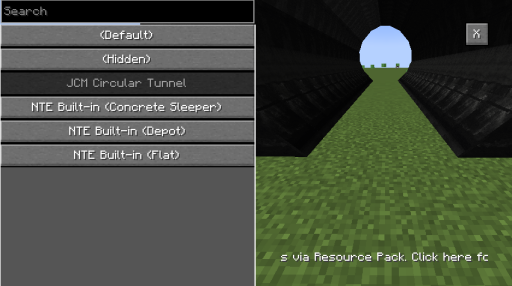 Search
(Default)
(Hidden)
JCM Circular Tunnel
NTE Built-in (Concrete Sleeper)
NTE Built-in (Depot)
NTE Built-in (Flat)
X
s via Resource Pack. Click here fc